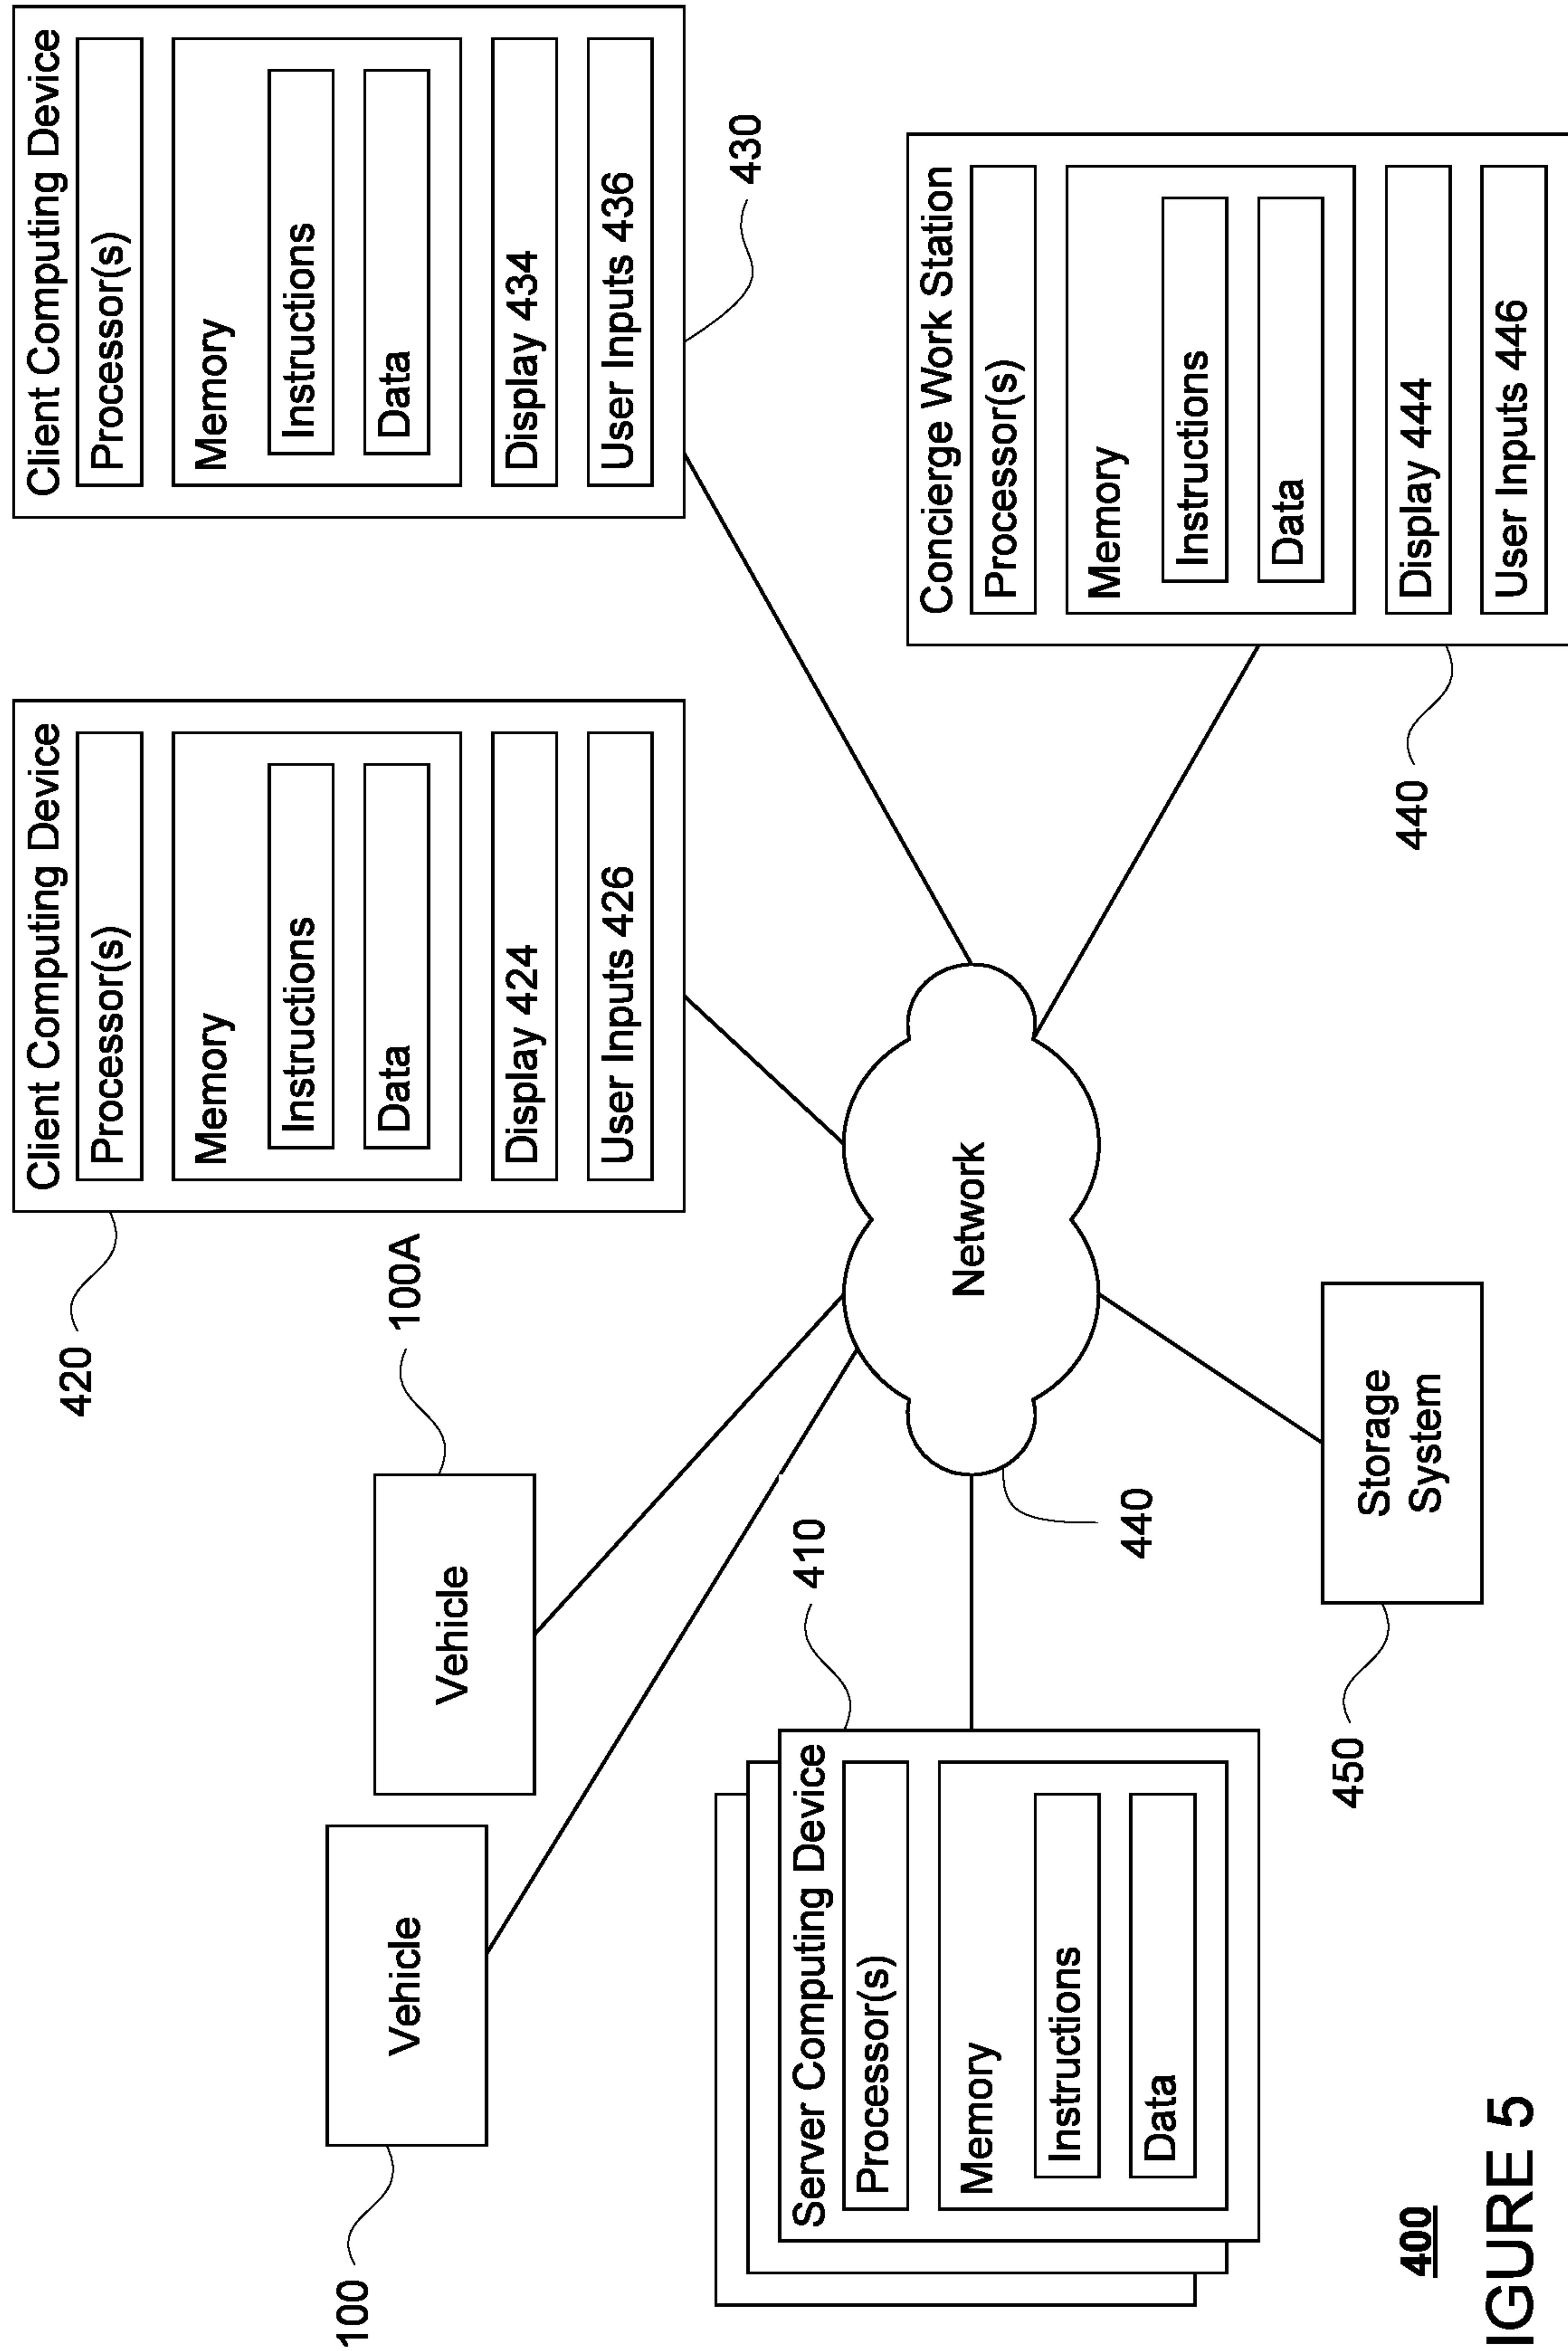 100
Vehicle
Vehicle
100A
420
Client Computing Device
Processor(s)
Memory
Instructions
Data
Display 424
User Inputs 426
Client Computing Device
Processor(s)
Memory
Instructions
Data
Display 434
User Inputs 436
430
Server Computing Device
Processor(s)
Memory
Instructions
Data
410
Network
440
Concierge Work Station
Processor(s)
Memory
Instructions
Data
Display 444
User Inputs 446
440
450
Storage
System
400
IGURE 5